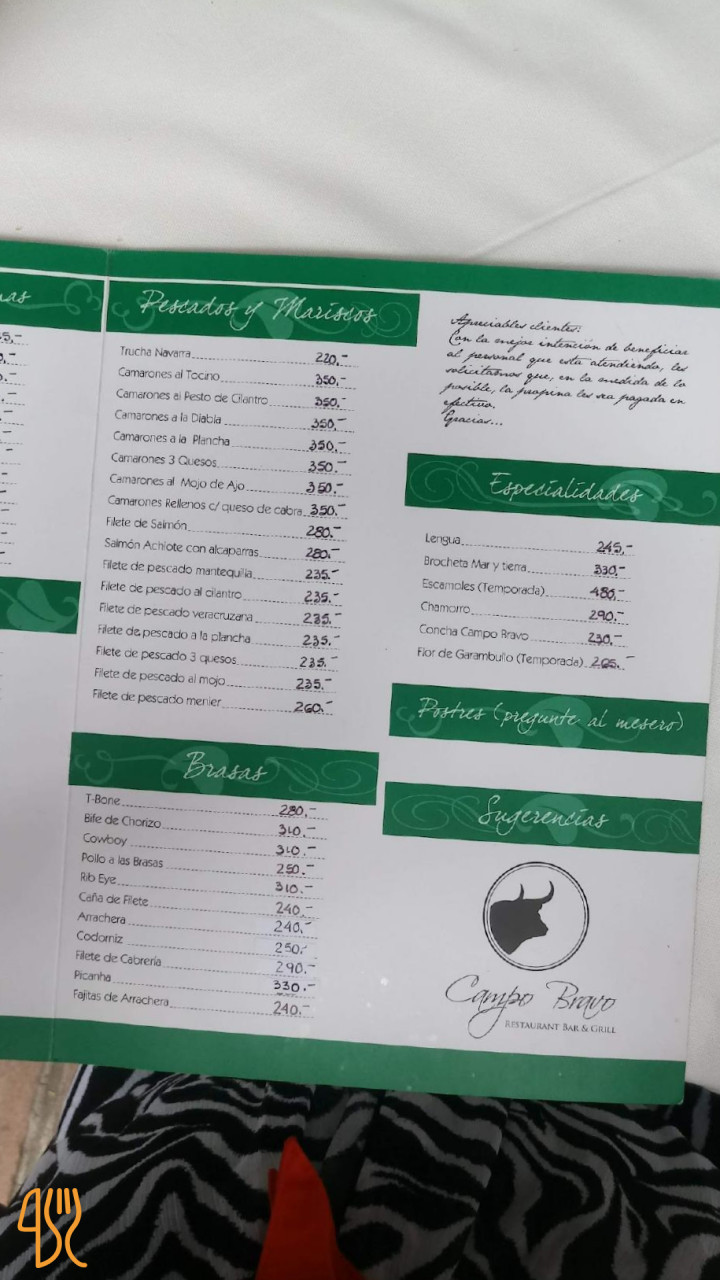 Pescados y Mariscos
Trucha Navarra 220.-
Camarones al Tocino 350.-
Camarones al Pesto de Cilantro 350.-
Camarones a la Diabla 350.-
Camarones a la Plancha 350.-
Camarones 3 Quesos 350.-
Camarones al Mojo de Ajo 350.-
Camarones Rellenos c/ queso de cabra 350.-
Filete de Salmón 280.-
Salmón Achiote con alcaparras 280.-
Filete de pescado mantequilla 235.-
Filete de pescado al cilantro 235.-
Filete de pescado veracruzana 235.-
Filete de pescado a la plancha 235.-
Filete de pescado 3 quesos 235.-
Filete de pescado al mojo 235.-
Filete de pescado menier 260.-
Brasas
T-Bone 280.-
Bife de Chorizo 310.-
Cowboy 310.-
Pollo a las Brasas 250.-
Rib Eye 310.-
Caña de Filete 240.-
Arrachera 240.-
Codorniz 250.-
Filete de Cabrería 290.-
Picanha 330.-
Fajitas de Arrachera 240.-
Apreciables clientes:
Con la mejor intención de beneficiar
al personal que esta atendiendo, les
solicitamos que, en la medida de lo
posible, la propina les sea pagada en
efectivo.
Gracias...
Especialidades
Lengua 245.-
Brocheta Mar y tierra 330.-
Escamoles (Temporada) 485.-
Chamorro 290.-
Concha Campo Bravo 230.-
Flor de Garambullo (Temporada) 265.-
Postres (pregunte al mesero)
Sugerencias
Campo Bravo
RESTAURANT BAR & GRILL